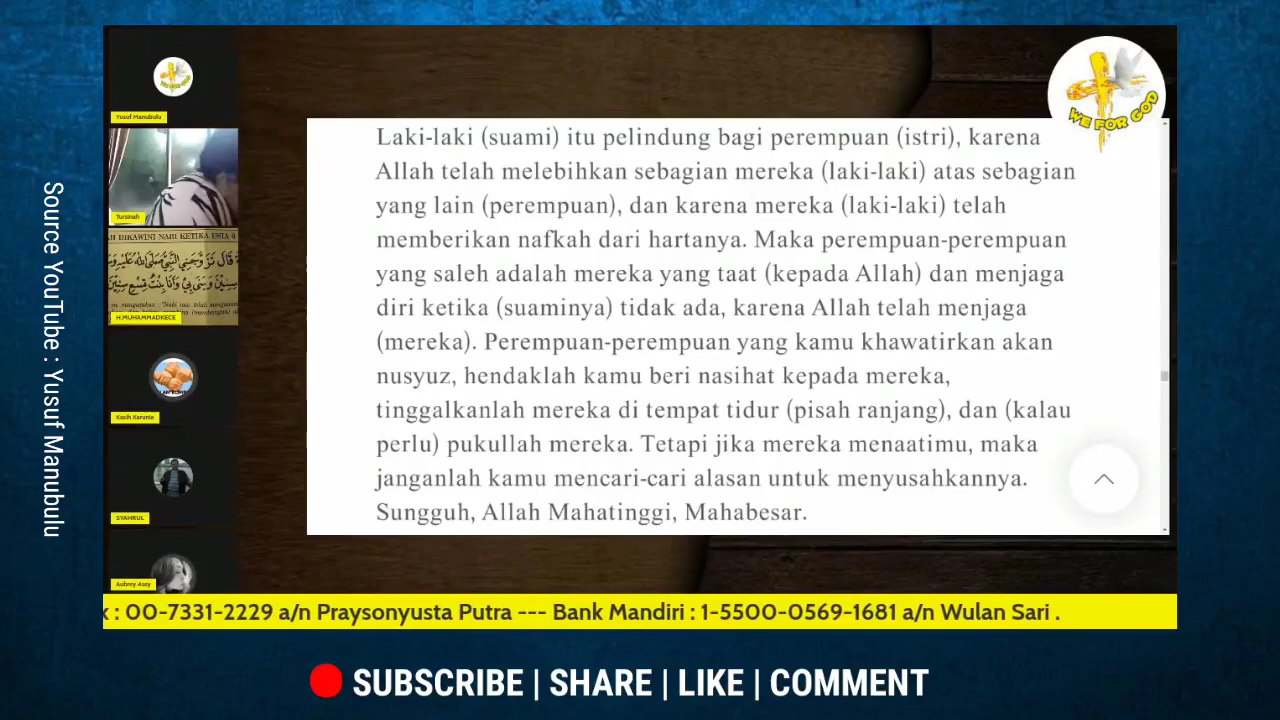 Source YouTube : Yusuf Manubulu
WE FOR GOD
Yusuf Manubulu
Tursinah
H.MUHAMMADKECE
Kasih Karunia
SYAHRUL
Laki-laki (suami) itu pelindung bagi perempuan (istri), karena
Allah telah melebihkan sebagian mereka (laki-laki) atas sebagian
yang lain (perempuan), dan karena mereka (laki-laki) telah
memberikan nafkah dari hartanya. Maka perempuan-perempuan
yang saleh adalah mereka yang taat (kepada Allah) dan menjaga
diri ketika (suaminya) tidak ada, karena Allah telah menjaga
(mereka). Perempuan-perempuan yang kamu khawatirkan akan
nusyuz, hendaklah kamu beri nasihat kepada mereka,
tinggalkanlah mereka di tempat tidur (pisah ranjang), dan (kalau
perlu) pukullah mereka. Tetapi jika mereka menaatimu, maka
janganlah kamu mencari-cari alasan untuk menyusahkannya.
Sungguh, Allah Mahatinggi, Mahabesar.
: 00-7331-2229 a/n Praysonyusta Putra --- Bank Mandiri : 1-5500-0569-1681 a/n Wulan Sari .
SUBSCRIBE | SHARE | LIKE | COMMENT